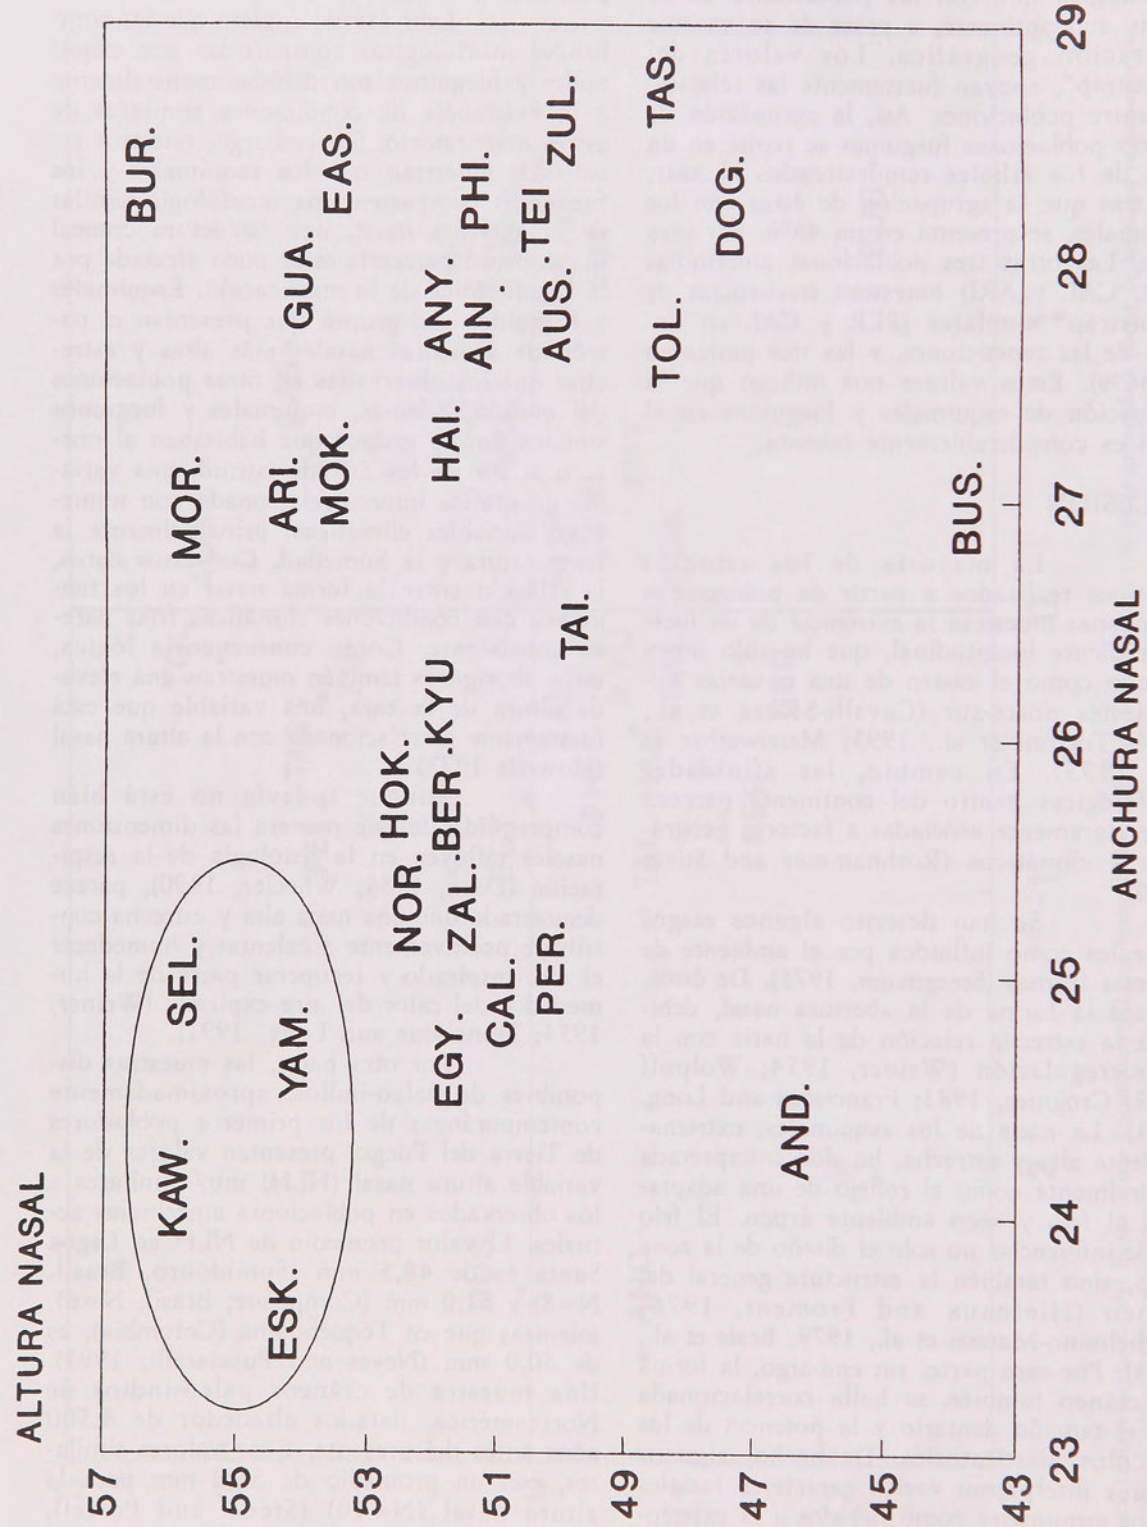 ALTURA NASAL
57
BUR.
KAW. SEL. MOR.
55
ESK. YAM. ARI. GUA.
MOK. EAS.
53
NOR. HOK.
EGY. ZAL. .BER .KYU HAI. ANY PHI.
AN.
51
CAL.
PER. AUS. TEI
TAI. ZUL.
49
TOL. TAS.
DOG.
47
AND.
45
BUS.
43
23 24 25 26 27 28 29
ANCHURA NASAL